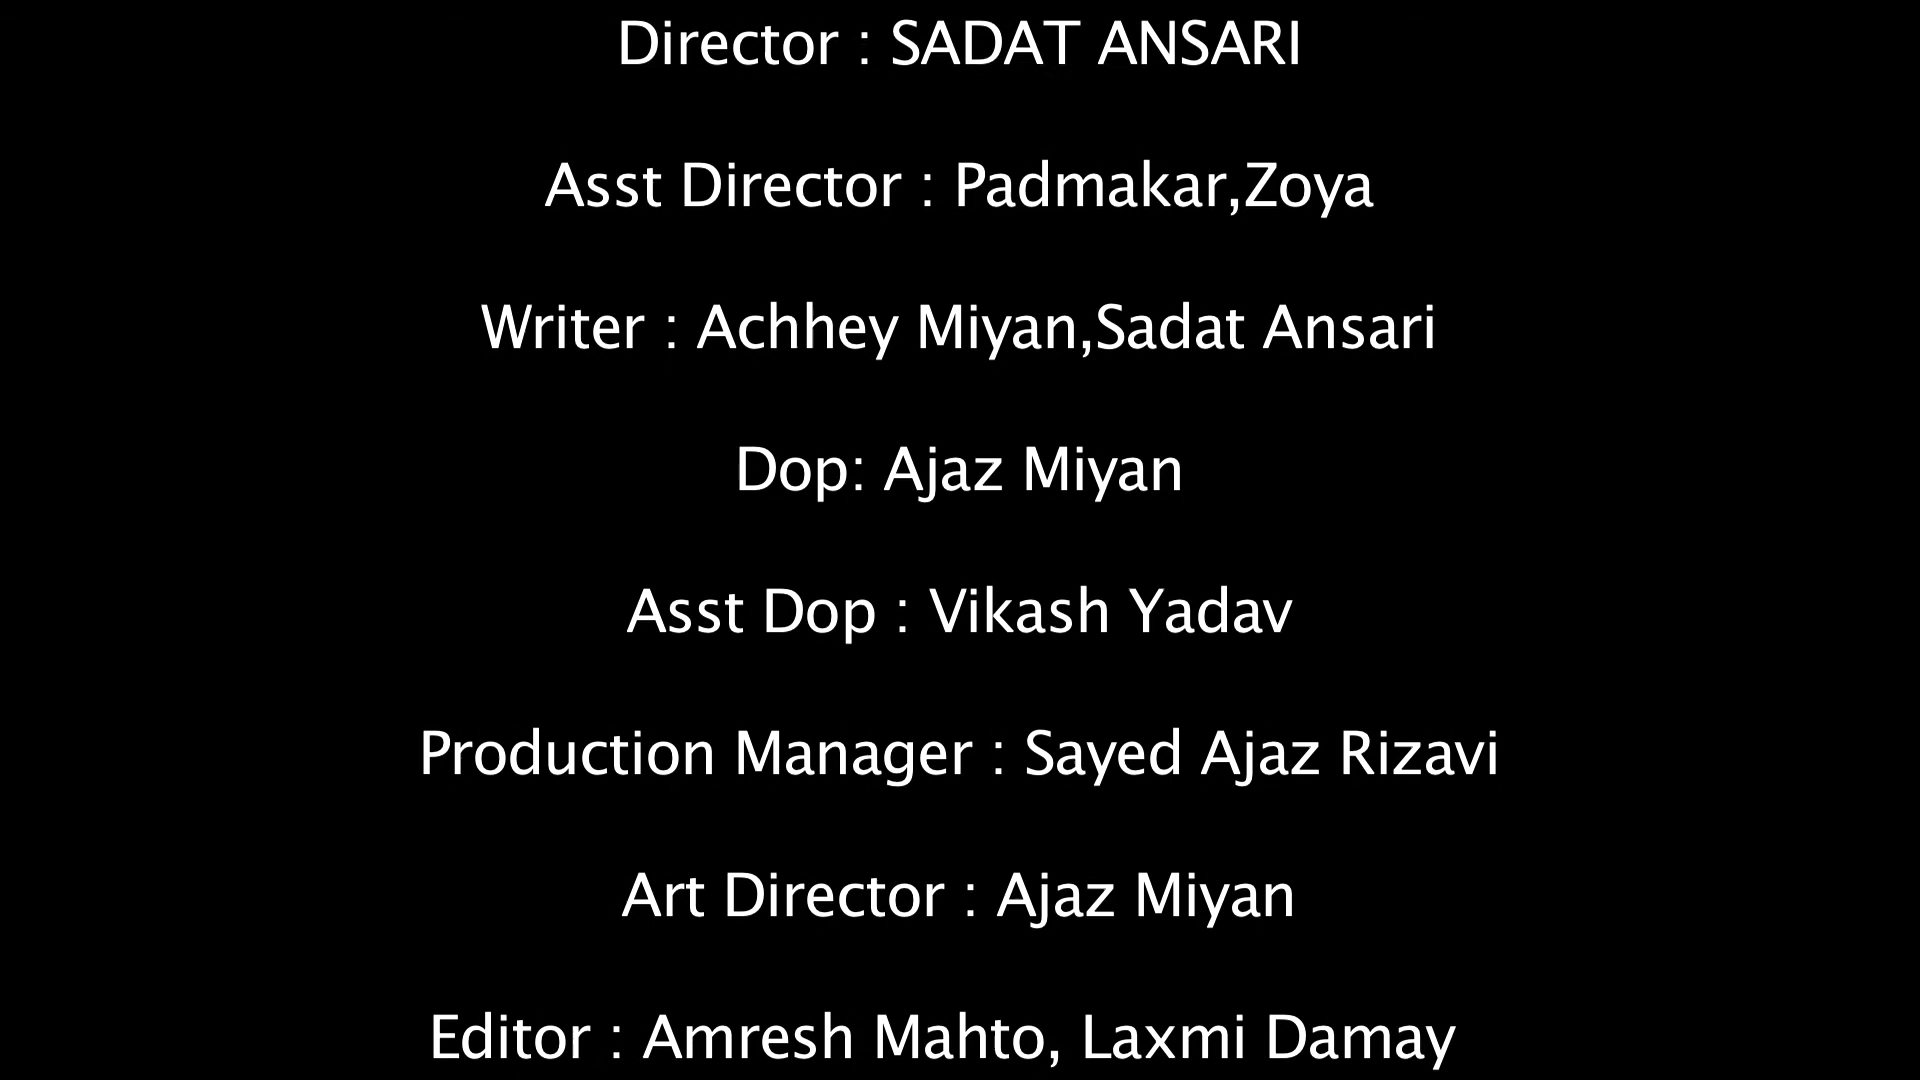 Director : SADAT ANSARI
Asst Director : Padmakar,Zoya
Writer : Achhey Miyan,Sadat Ansari
Dop: Ajaz Miyan
Asst Dop : Vikash Yadav
Production Manager : Sayed Ajaz Rizavi
Art Director : Ajaz Miyan
Editor : Amresh Mahto, Laxmi Damay